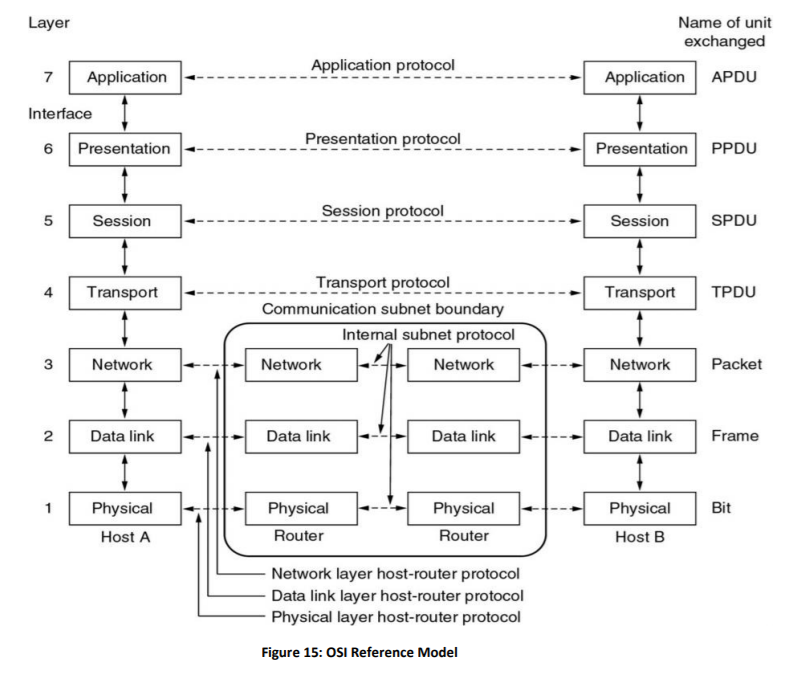 Layer
Name of unit
exchanged
Application protocol
7 Application Application APDU
Interface
Presentation protocol
6 Presentation Presentation PPDU
Session protocol
5 Session Session SPDU
Transport protocol
4 Transport Transport TPDU
Communication subnet boundary
Internal subnet protocol
3 Network Network Network Network Packet
2 Data link Data link Data link Data link Frame
1 Physical Physical Physical Physical Bit
Host A Router Router Host B
Network layer host-router protocol
Data link layer host-router protocol
Physical layer host-router protocol
Figure 15: OSI Reference Model